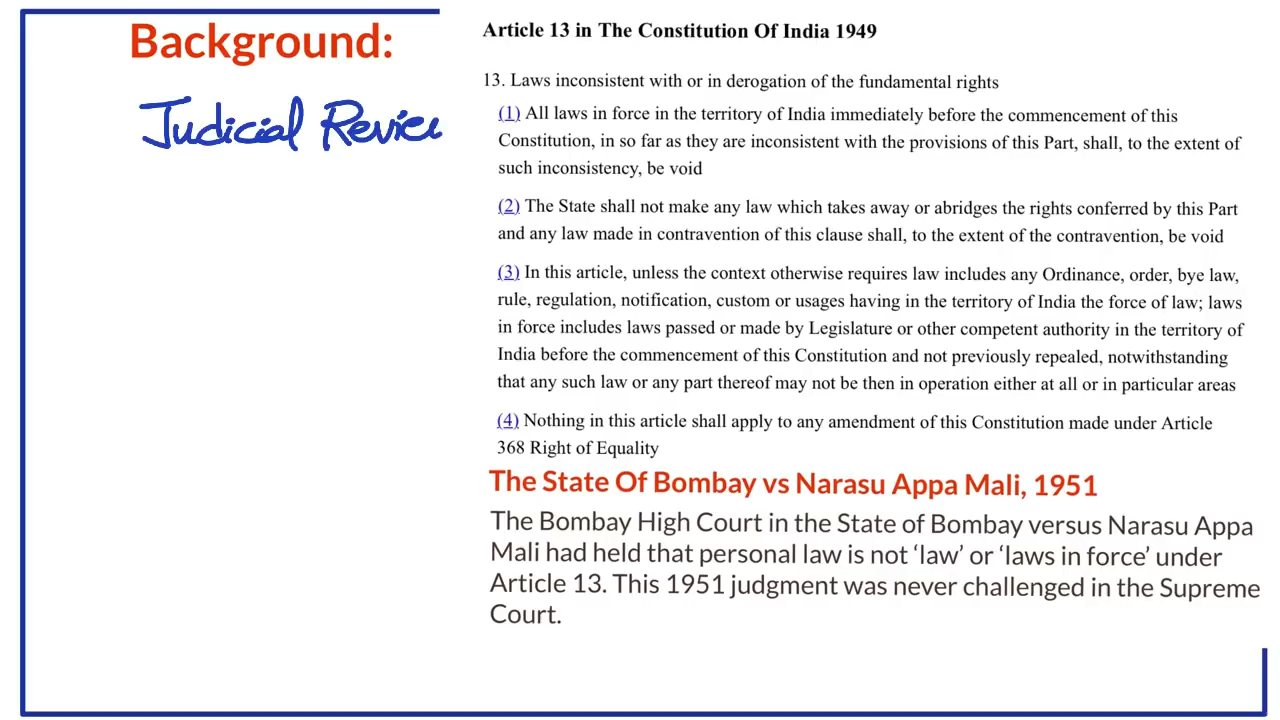 Background:
Judicial Review
Article 13 in The Constitution Of India 1949
13. Laws inconsistent with or in derogation of the fundamental rights
(1) All laws in force in the territory of India immediately before the commencement of this
Constitution, in so far as they are inconsistent with the provisions of this Part, shall, to the extent of
such inconsistency, be void
(2) The State shall not make any law which takes away or abridges the rights conferred by this Part
and any law made in contravention of this clause shall, to the extent of the contravention, be void
(3) In this article, unless the context otherwise requires law includes any Ordinance, order, bye law,
rule, regulation, notification, custom or usages having in the territory of India the force of law; laws
in force includes laws passed or made by Legislature or other competent authority in the territory of
India before the commencement of this Constitution and not previously repealed, notwithstanding
that any such law or any part thereof may not be then in operation either at all or in particular areas
(4) Nothing in this article shall apply to any amendment of this Constitution made under Article
368 Right of Equality
The State Of Bombay vs Narasu Appa Mali, 1951
The Bombay High Court in the State of Bombay versus Narasu Appa
Mali had held that personal law is not ‘law’ or ‘laws in force’ under
Article 13. This 1951 judgment was never challenged in the Supreme
Court.